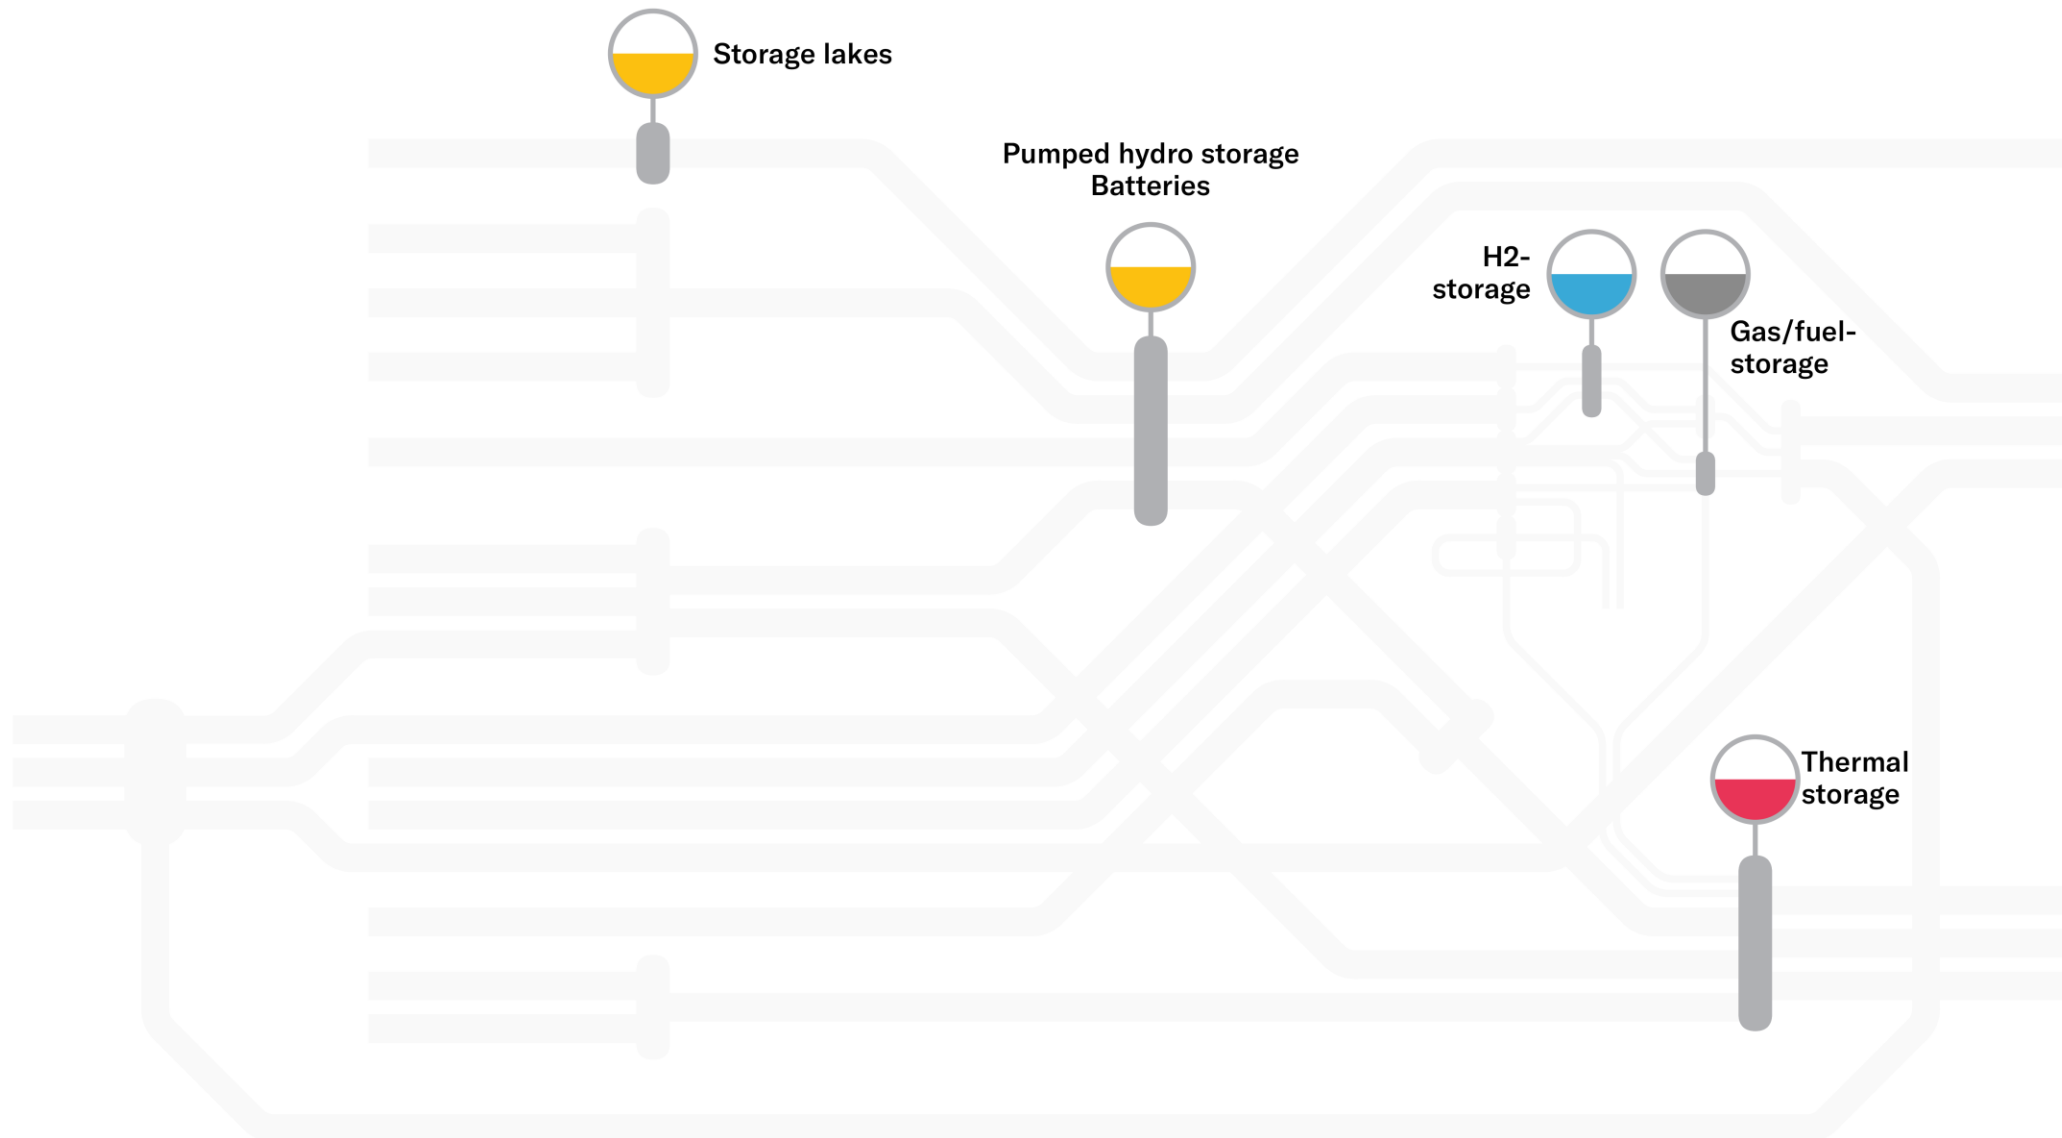 Storage lakes
Pumped hydro storage
Batteries
H2-
storage
Gas/fuel-
storage
Thermal
storage